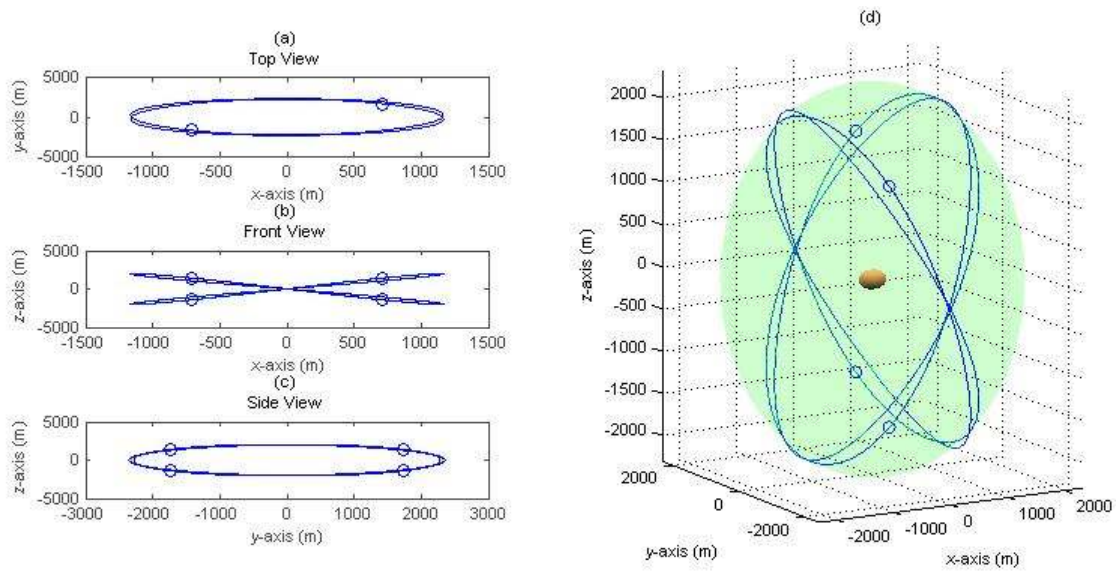 (a)
Top View
5000
0
-5000
y-axis (m)
-1500 -1000 -500 0 500 1000 1500
x-axis (m)
(b)
Front View
5000
0
-5000
z-axis (m)
-1500 -1000 -500 0 500 1000 1500
x-axis (m)
(c)
Side View
5000
0
-5000
z-axis (m)
-3000 -2000 -1000 0 1000 2000 3000
y-axis (m)
(d)
2000
1500
1000
500
0
-500
-1000
-1500
-2000
z-axis (m)
2000 0 -2000
y-axis (m)
-2000 -1000 0 1000 2000
x-axis (m)